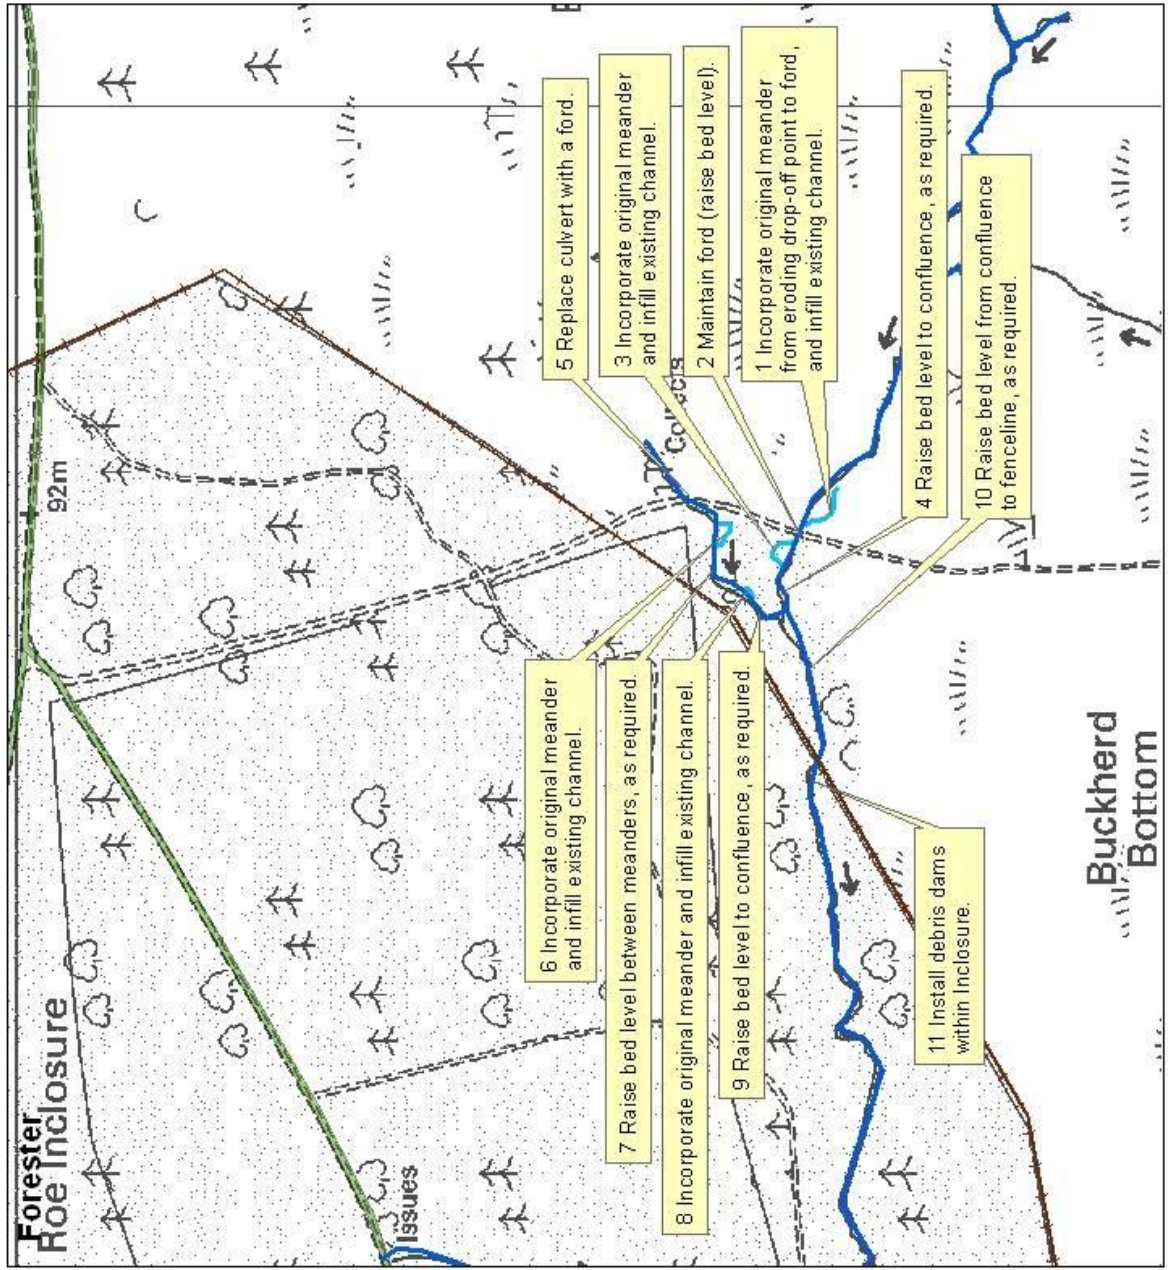 Forester
Roe Inclosure
92m
Issues
5 Replace culvert with a ford.
3 Incorporate original meander
and infill existing channel.
2 Maintain ford (raise bed level).
1 Incorporate original meander
from eroding drop-off point to ford,
and infill existing channel.
Collects
4 Raise bed level to confluence, as required.
10 Raise bed level from confluence
to fenceline, as required.
6 Incorporate original meander
and infill existing channel.
7 Raise bed level between meanders, as required.
8 Incorporate original meander and infill existing channel.
9 Raise bed level to confluence, as required.
11 Install debris dams
within Inclosure.
Buckherd
Bottom